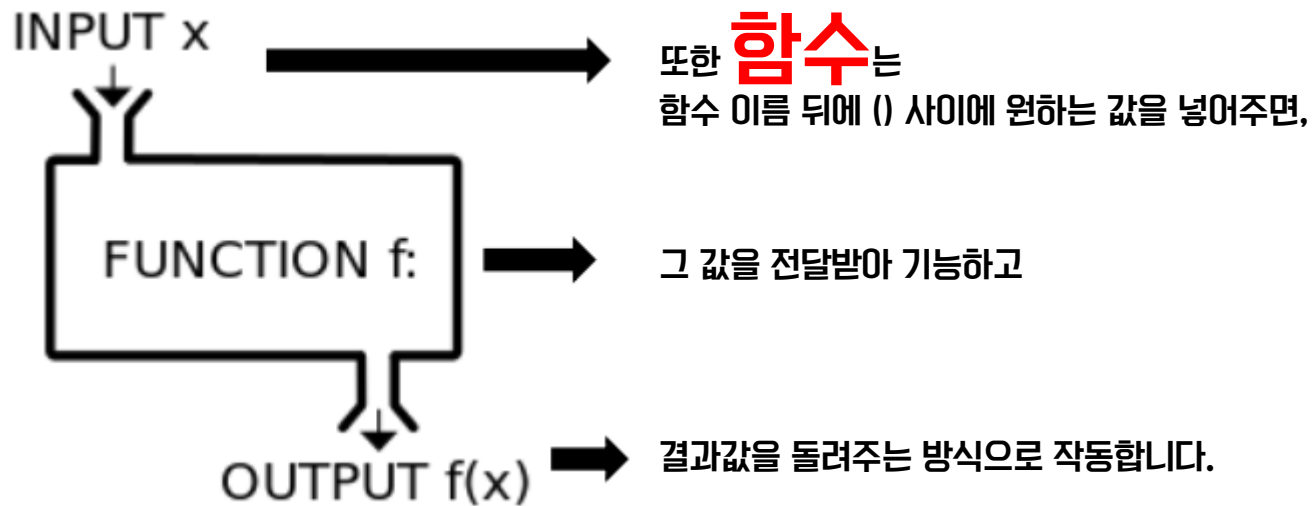 INPUT x
또한 함수는
함수 이름 뒤에 () 사이에 원하는 값을 넣어주면,
FUNCTION f:
그 값을 전달받아 기능하고
OUTPUT f(x)
결과값을 돌려주는 방식으로 작동합니다.